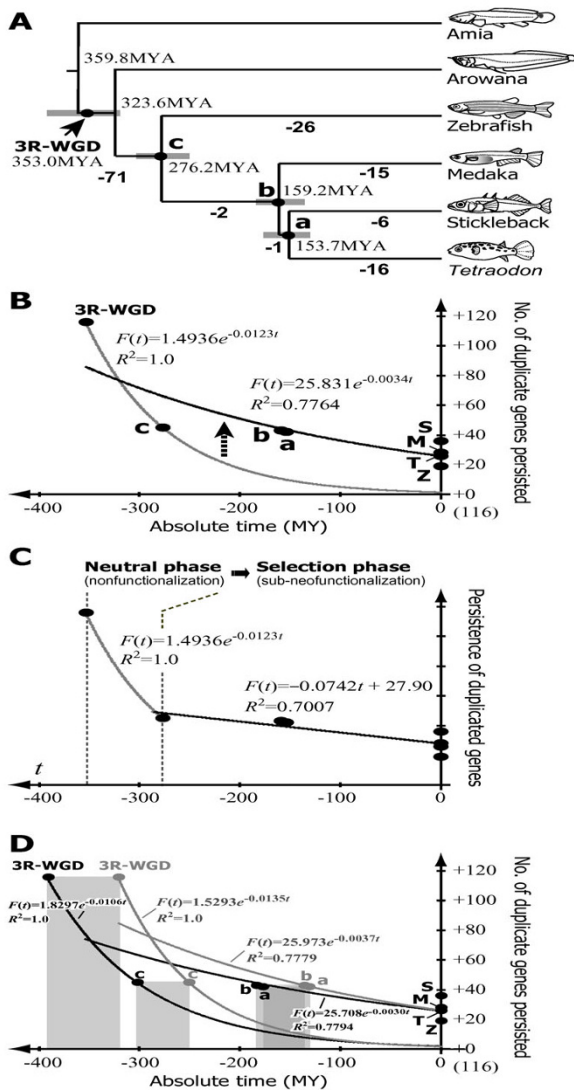 A
Amia
359.8MYA
Arowana
323.6MYA
3R-WGD
353.0MYA
c
-26
Zebrafish
-71
276.2MYA
-15
b
159.2MYA
Medaka
-2
-6
a
Stickleback
-1
153.7MYA
-16
Tetraodon
B
3R-WGD
F(t)=1.4936e^-0.0123t
R²=1.0
F(t)=25.831e^-0.0034t
R²=0.7764
c
b
a
S
M
T
Z
+120
+100
+80
+60
+40
+20
+0
(116)
No. of duplicate genes persisted
-400 -300 -200 -100 0
Absolute time (MY)
C
Neutral phase Selection phase
(nonfunctionalization) (sub-neofunctionalization)
F(t)=1.4936e^-0.0123t
R²=1.0
F(t)=-0.0742t + 27.90
R²=0.7007
Persistence of duplicated genes
t
-400 -300 -200 -100 0
D
3R-WGD 3R-WGD
F(t)=1.8297e^-0.0106t
R²=1.0
F(t)=1.5293e^-0.0135t
R²=1.0
F(t)=25.973e^-0.0037t
R²=0.7779
c c
b a
b a
F(t)=25.708e^-0.0030t
R²=0.7794
S
M
T
Z
+120
+100
+80
+60
+40
+20
+0
(116)
No. of duplicate genes persisted
-400 -300 -200 -100 0
Absolute time (MY)